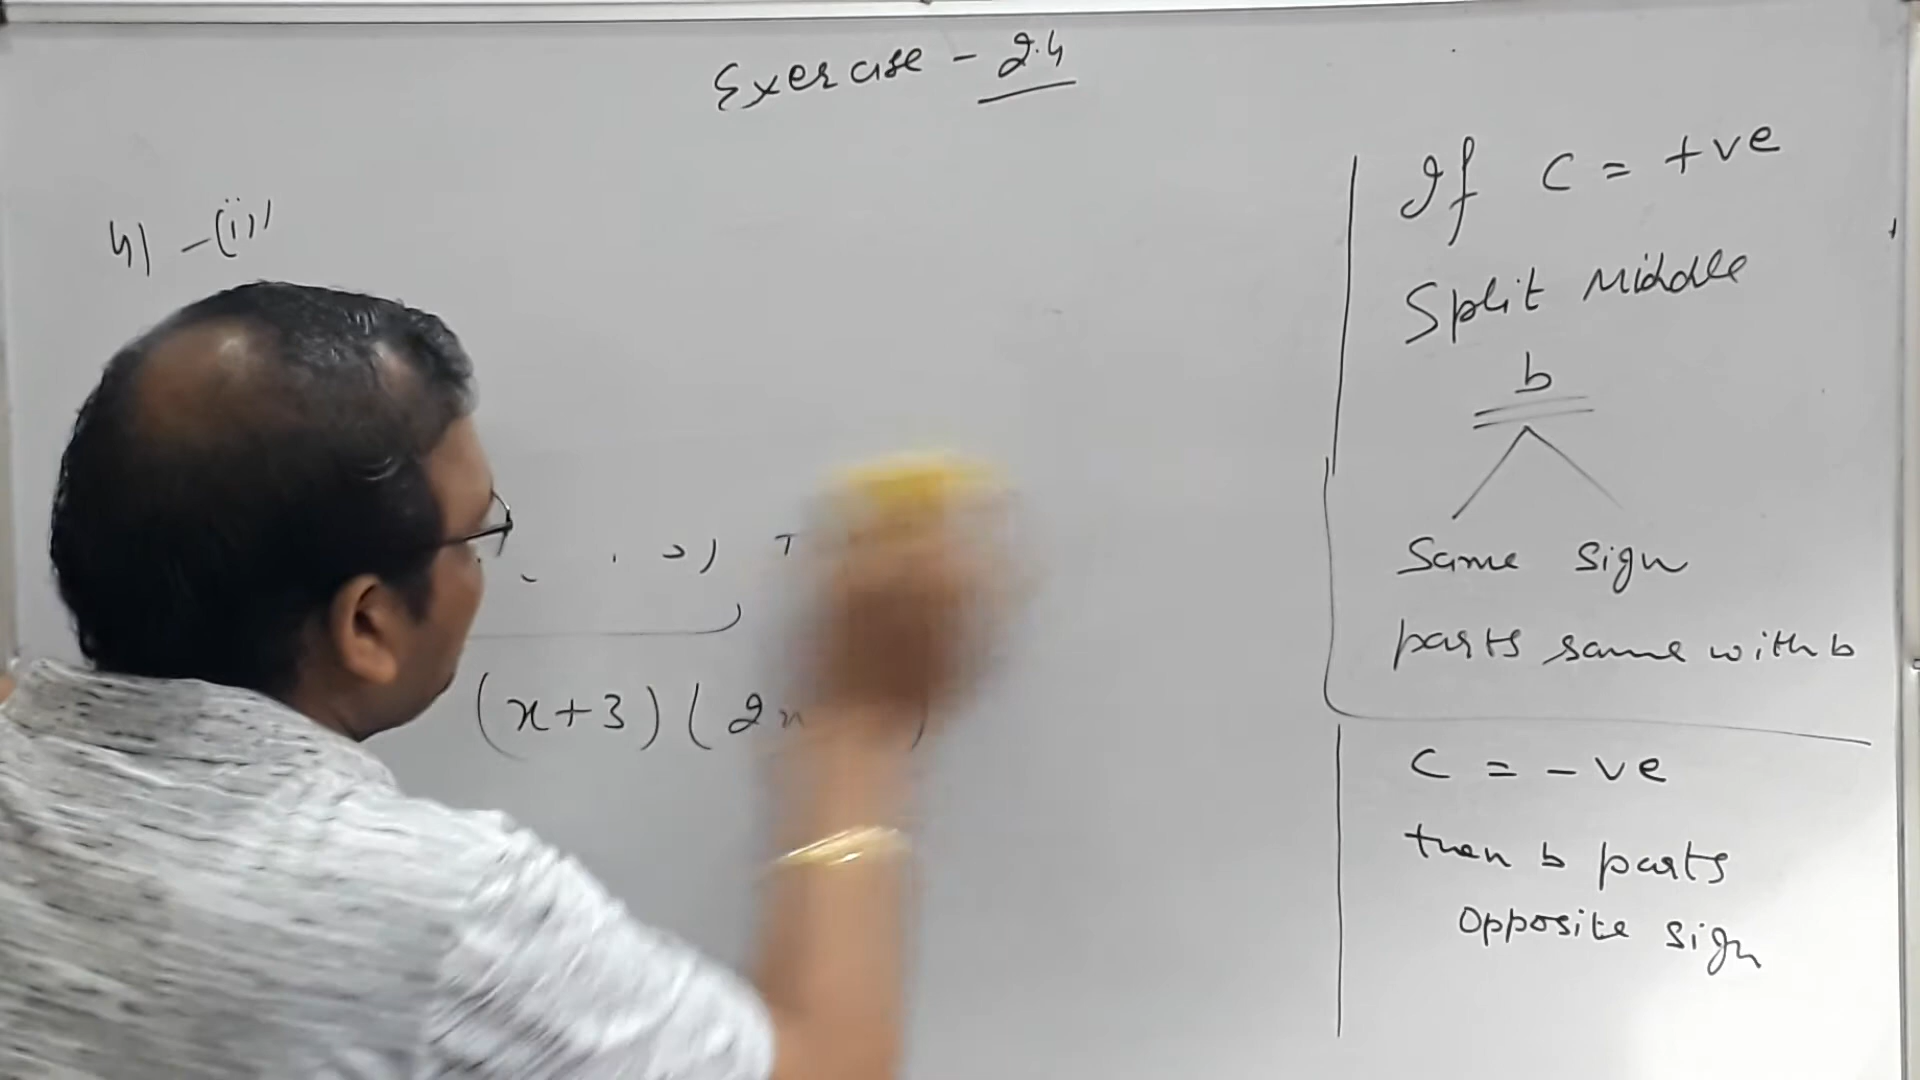 Exercise - 2.4
4) - (ii)
(x+3)(2x )
If c = +ve
Split Middle
b
Same sign
parts same with b
C = -ve
then b parts
opposite sign